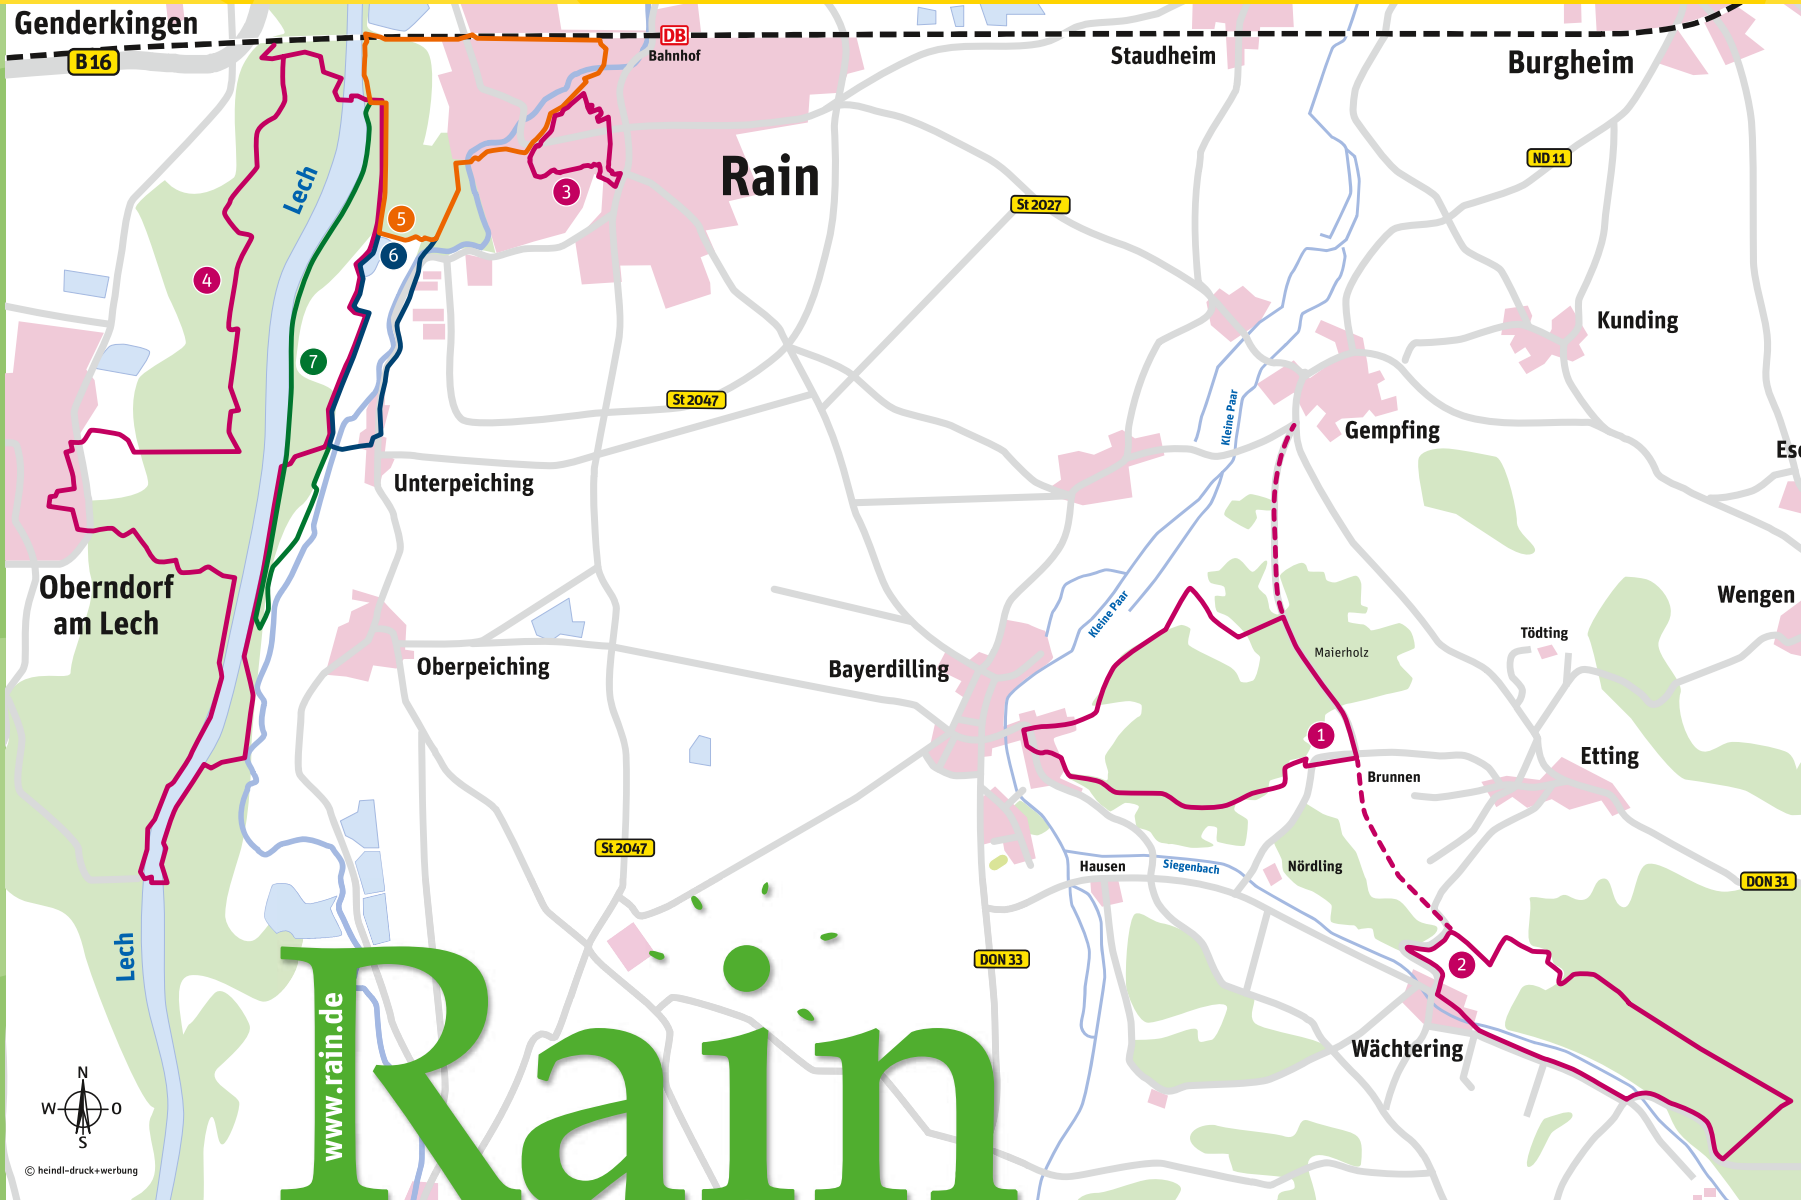 Genderkingen
B 16
DB
Bahnhof
Staudheim
Burgheim
Rain
Lech
ND 11
St 2027
3
5
6
4
7
Kunding
St 2047
Kleine Paar
Gempfing
Unterpeiching
Oberndorf
am Lech
Wengen
Kleine Paar
Tödting
Maierholz
Oberpeiching
Bayerdilling
1
Etting
Brunnen
St 2047
Hausen
Siegenbach
Nördling
DON 31
Lech
DON 33
2
Wächtering
www.rain.de
Rain
N
W
O
S
© heindl-druck+werbung